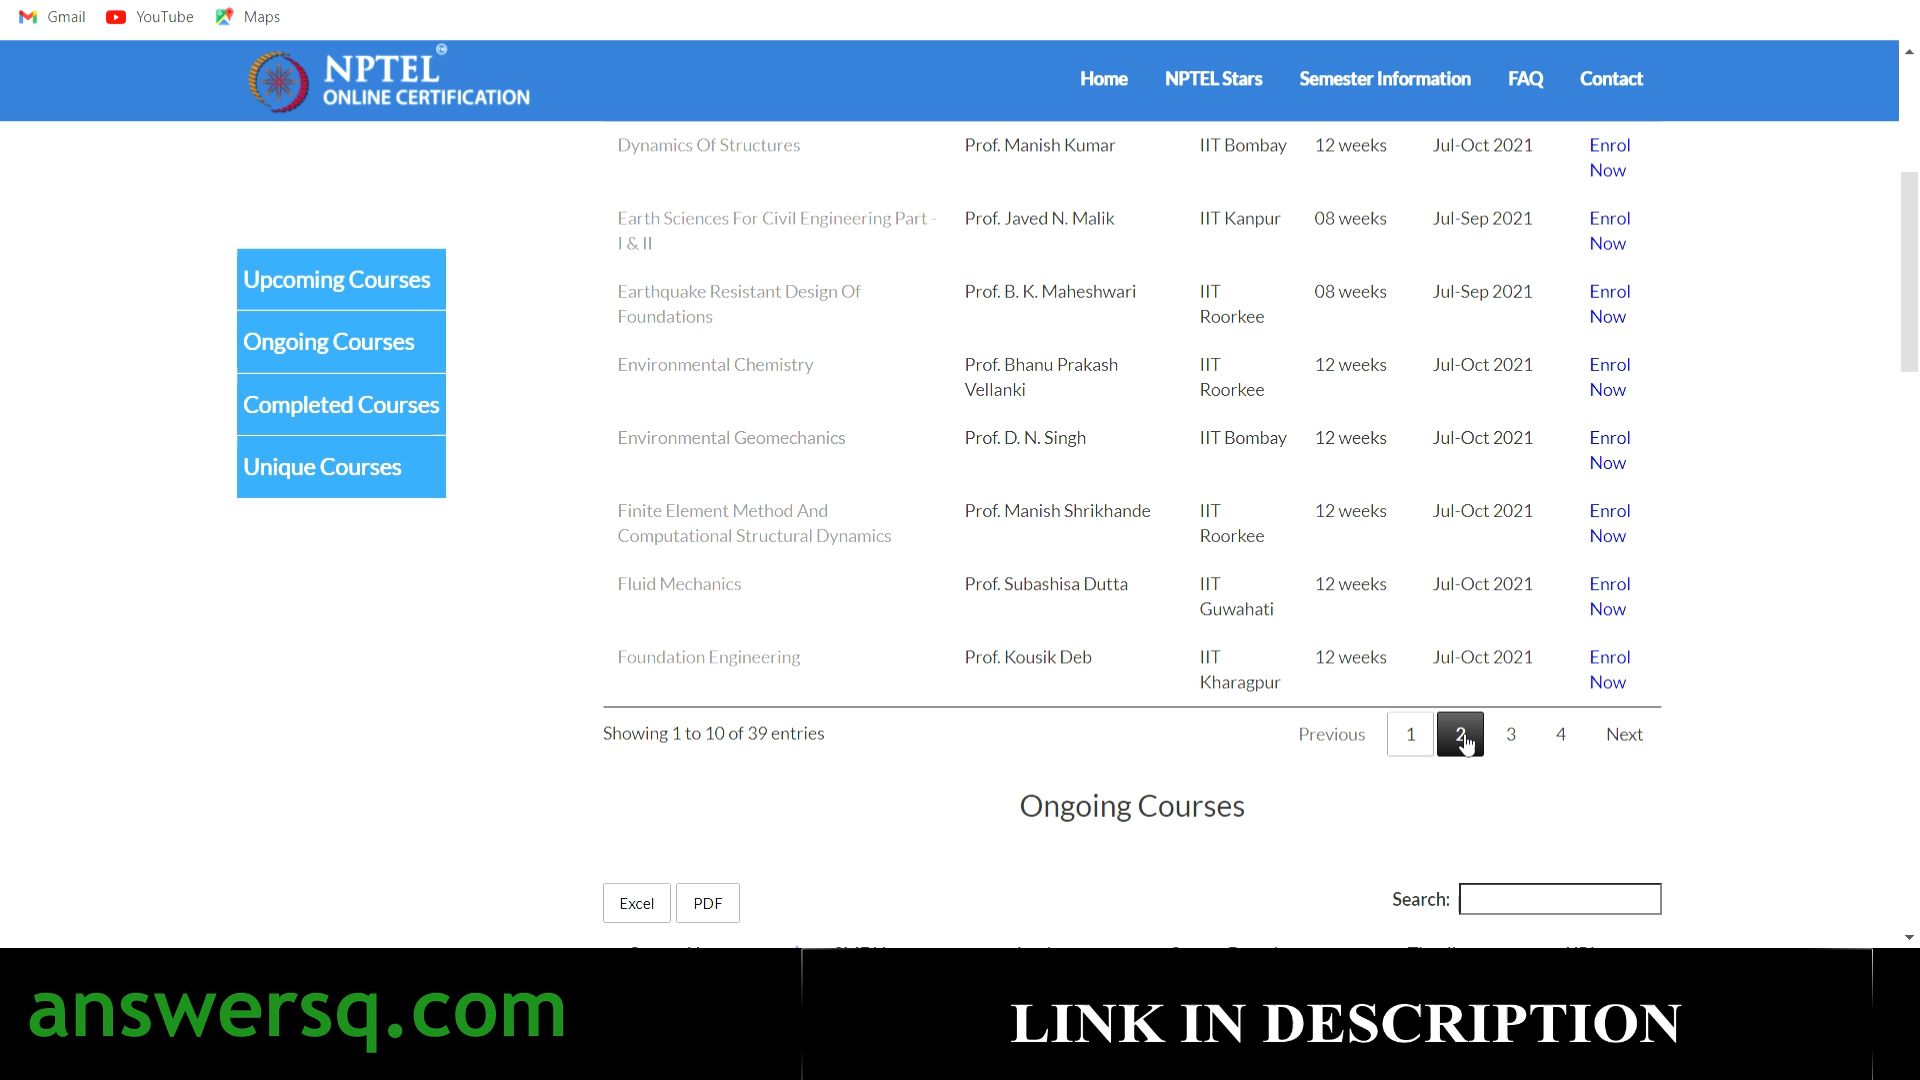 Gmail YouTube Maps
NPTEL™
ONLINE CERTIFICATION
Home NPTEL Stars Semester Information FAQ Contact
Upcoming Courses
Ongoing Courses
Completed Courses
Unique Courses
Dynamics Of Structures Prof. Manish Kumar IIT Bombay 12 weeks Jul-Oct 2021 Enrol
Now
Earth Sciences For Civil Engineering Part - Prof. Javed N. Malik IIT Kanpur 08 weeks Jul-Sep 2021 Enrol
I & II Now
Earthquake Resistant Design Of Prof. B. K. Maheshwari IIT 08 weeks Jul-Sep 2021 Enrol
Foundations Roorkee Now
Environmental Chemistry Prof. Bhanu Prakash IIT 12 weeks Jul-Oct 2021 Enrol
Vellanki Roorkee Now
Environmental Geomechanics Prof. D. N. Singh IIT Bombay 12 weeks Jul-Oct 2021 Enrol
Now
Finite Element Method And Prof. Manish Shrikhande IIT 12 weeks Jul-Oct 2021 Enrol
Computational Structural Dynamics Roorkee Now
Fluid Mechanics Prof. Subashisa Dutta IIT 12 weeks Jul-Oct 2021 Enrol
Guwahati Now
Foundation Engineering Prof. Kousik Deb IIT 12 weeks Jul-Oct 2021 Enrol
Kharagpur Now
Showing 1 to 10 of 39 entries Previous 1 2 3 4 Next
Ongoing Courses
Excel PDF Search:
answersq.com LINK IN DESCRIPTION